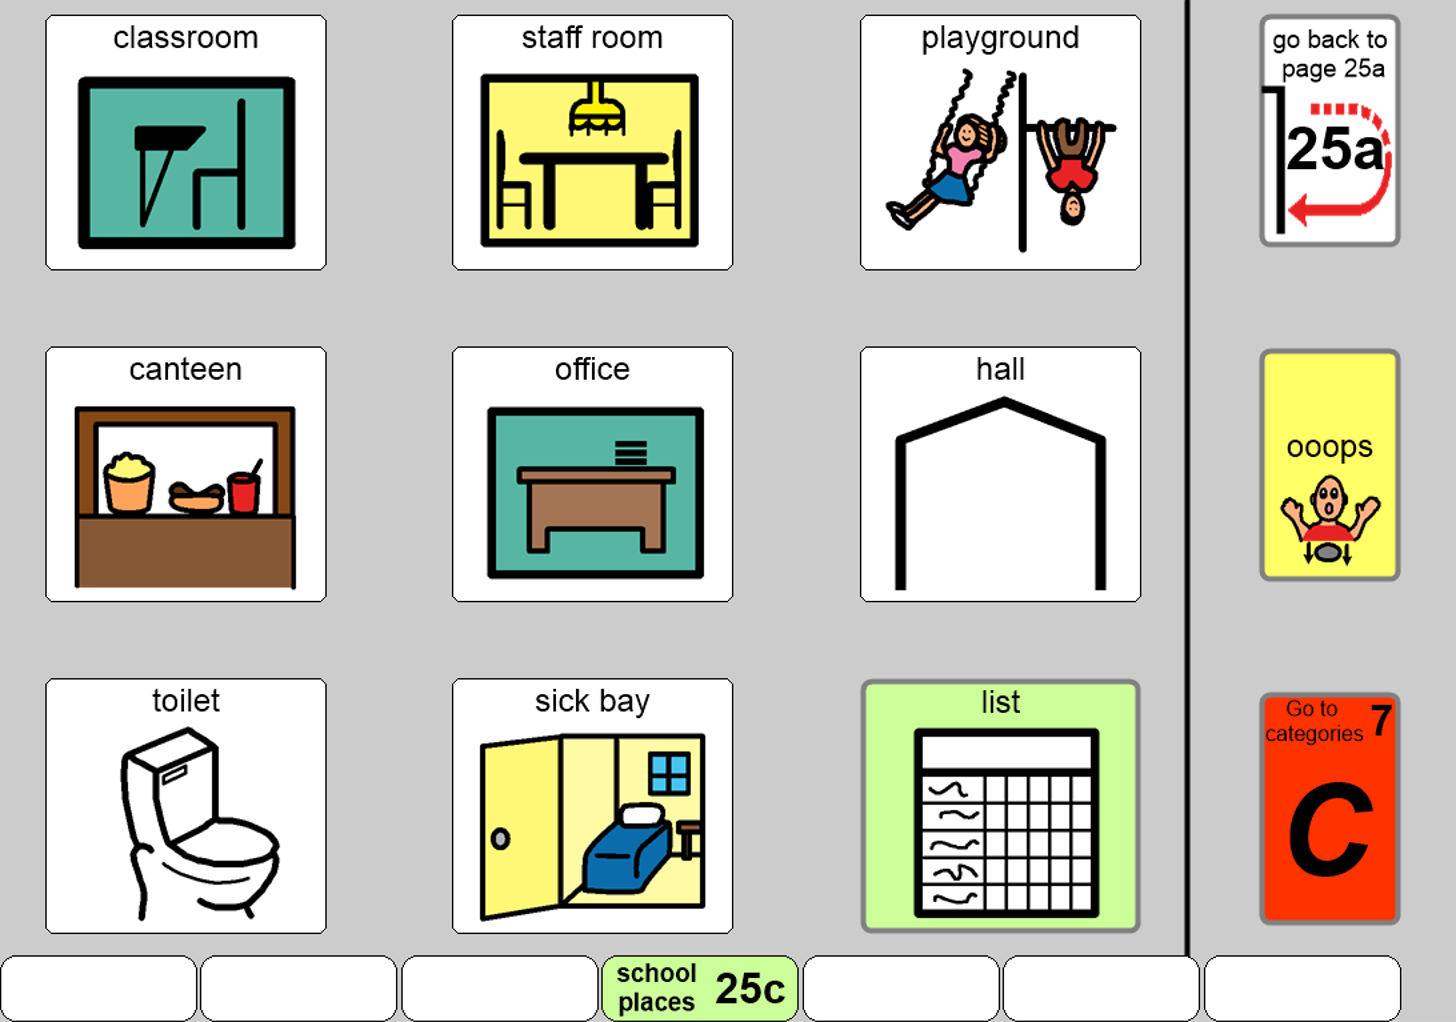 classroom
staff room
playground
go back to
page 25a
25a
canteen
office
hall
ooops
toilet
sick bay
list
Go to
categories 7
C
school
places 25c